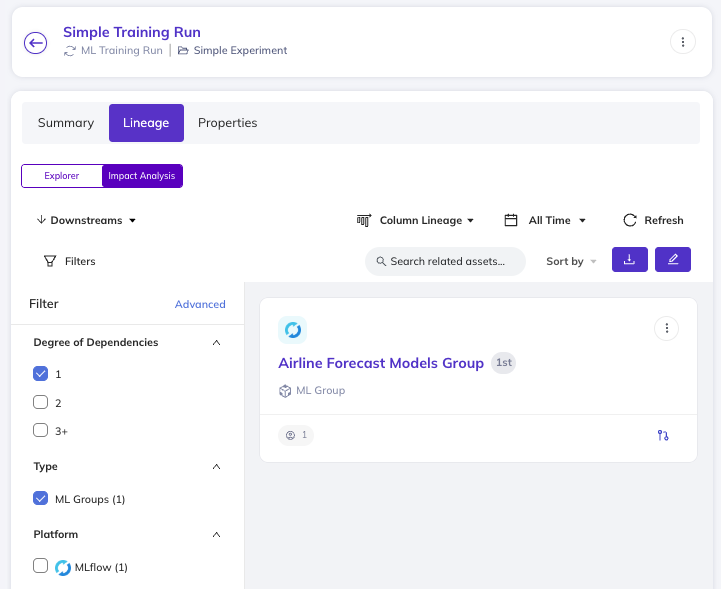 Simple Training Run
ML Training Run | Simple Experiment
Summary Lineage Properties
Explorer Impact Analysis
Downstreams Column Lineage All Time Refresh
Filters Search related assets... Sort by
Filter Advanced
Degree of Dependencies
1
2
3+
Type
ML Groups (1)
Platform
MLflow (1)
Airline Forecast Models Group 1st
ML Group
1